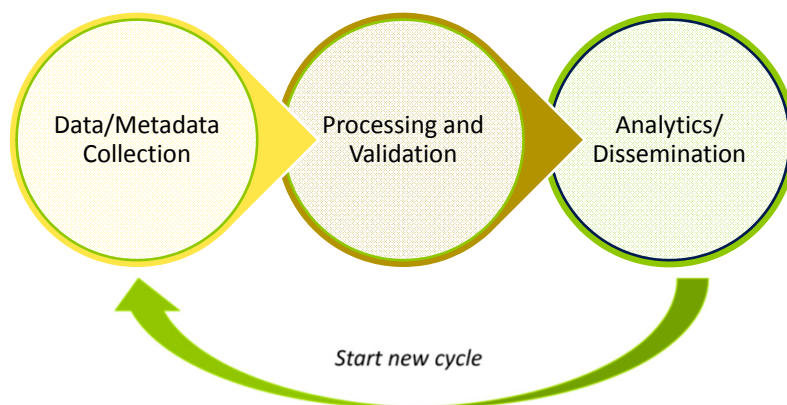 Data/Metadata
Collection
Processing and
Validation
Analytics/
Dissemination
Start new cycle